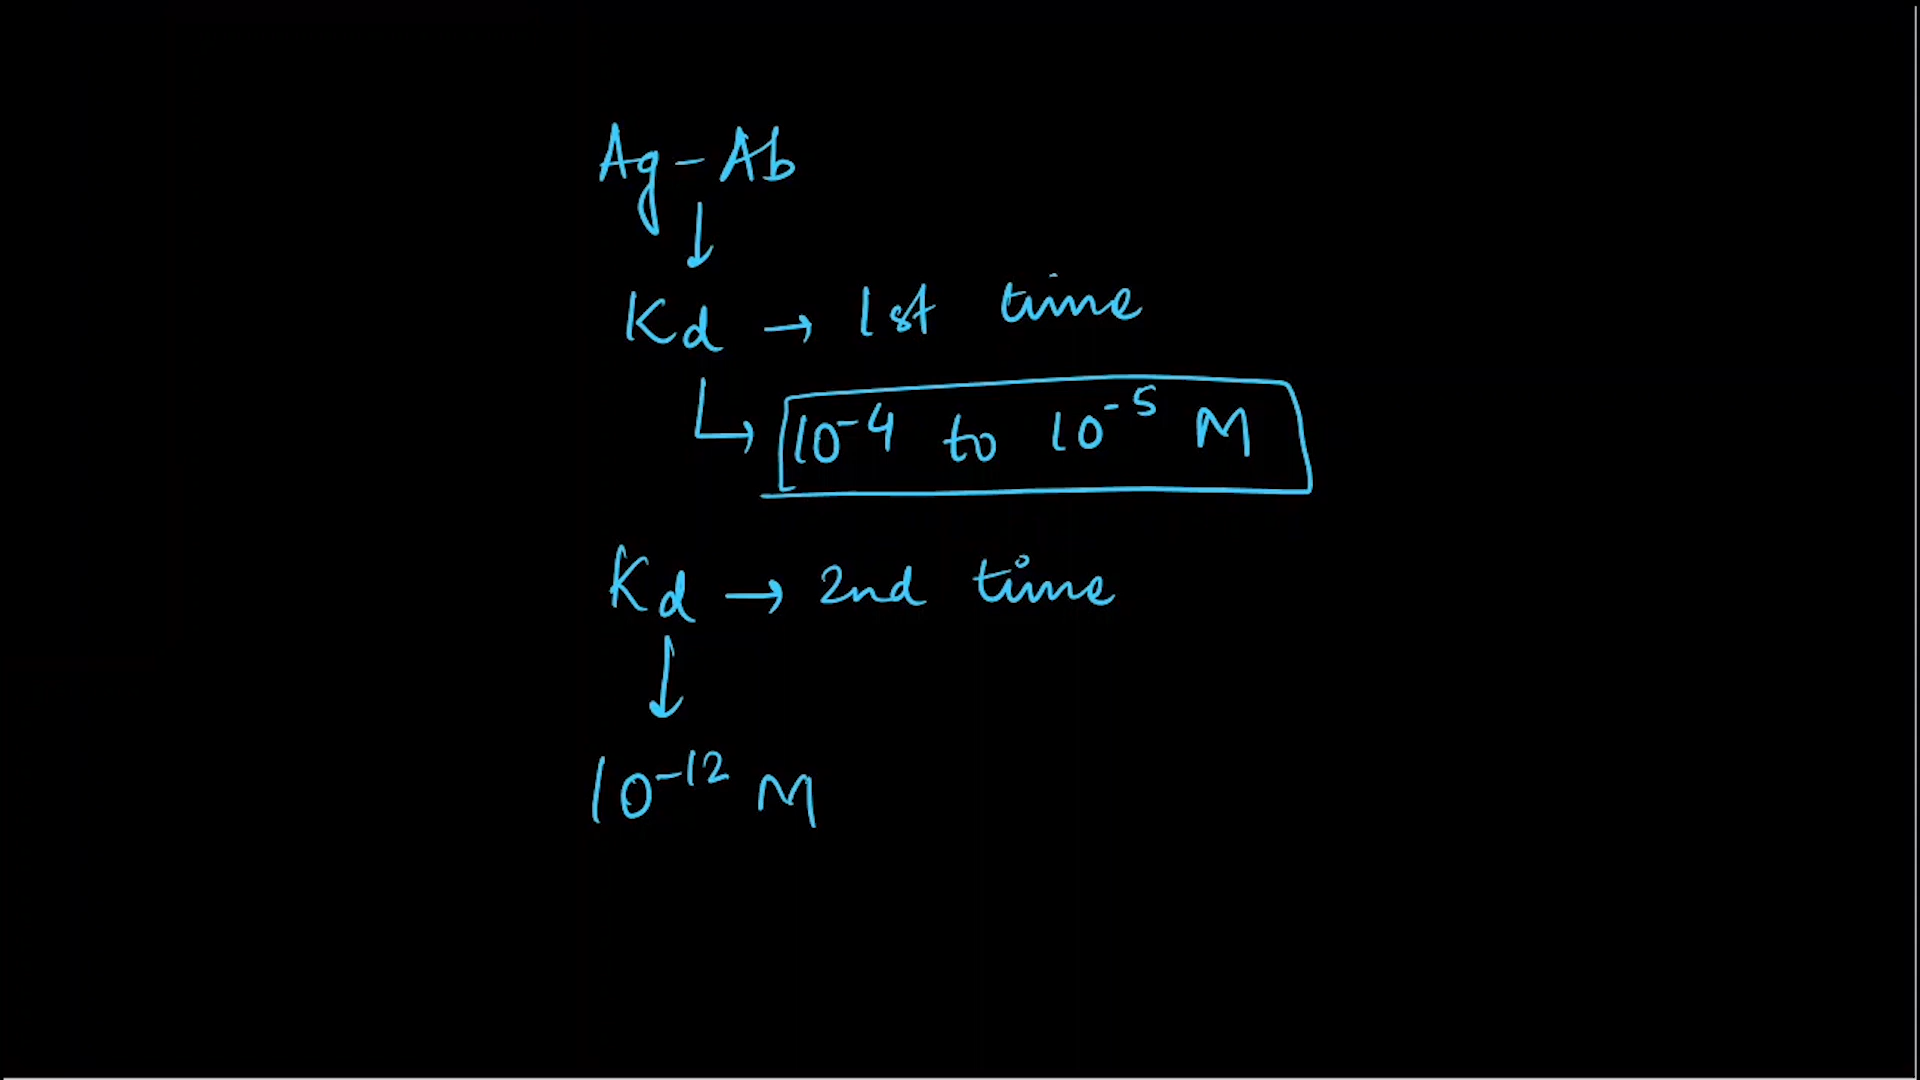 Ag-Ab
↓
Kd → 1st time
↳ 10⁻⁴ to 10⁻⁵ M
Kd → 2nd time
↓
10⁻¹² M